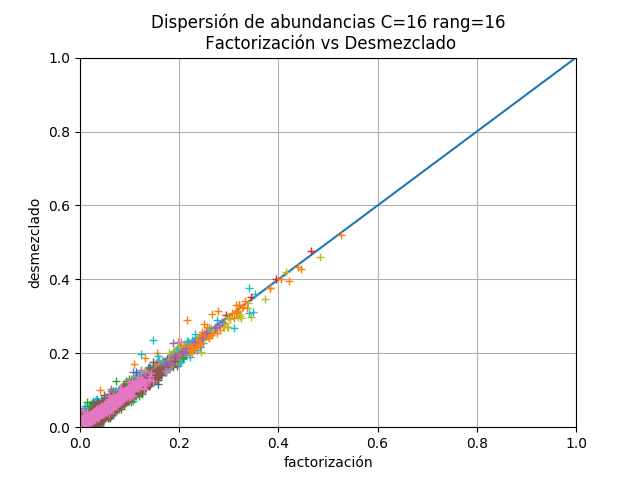 Dispersión de abundancias C=16 rang=16
Factorización vs Desmezclado
1.0
0.8
0.6
0.4
0.2
0.0
desmezclado
0.0 0.2 0.4 0.6 0.8 1.0
factorización